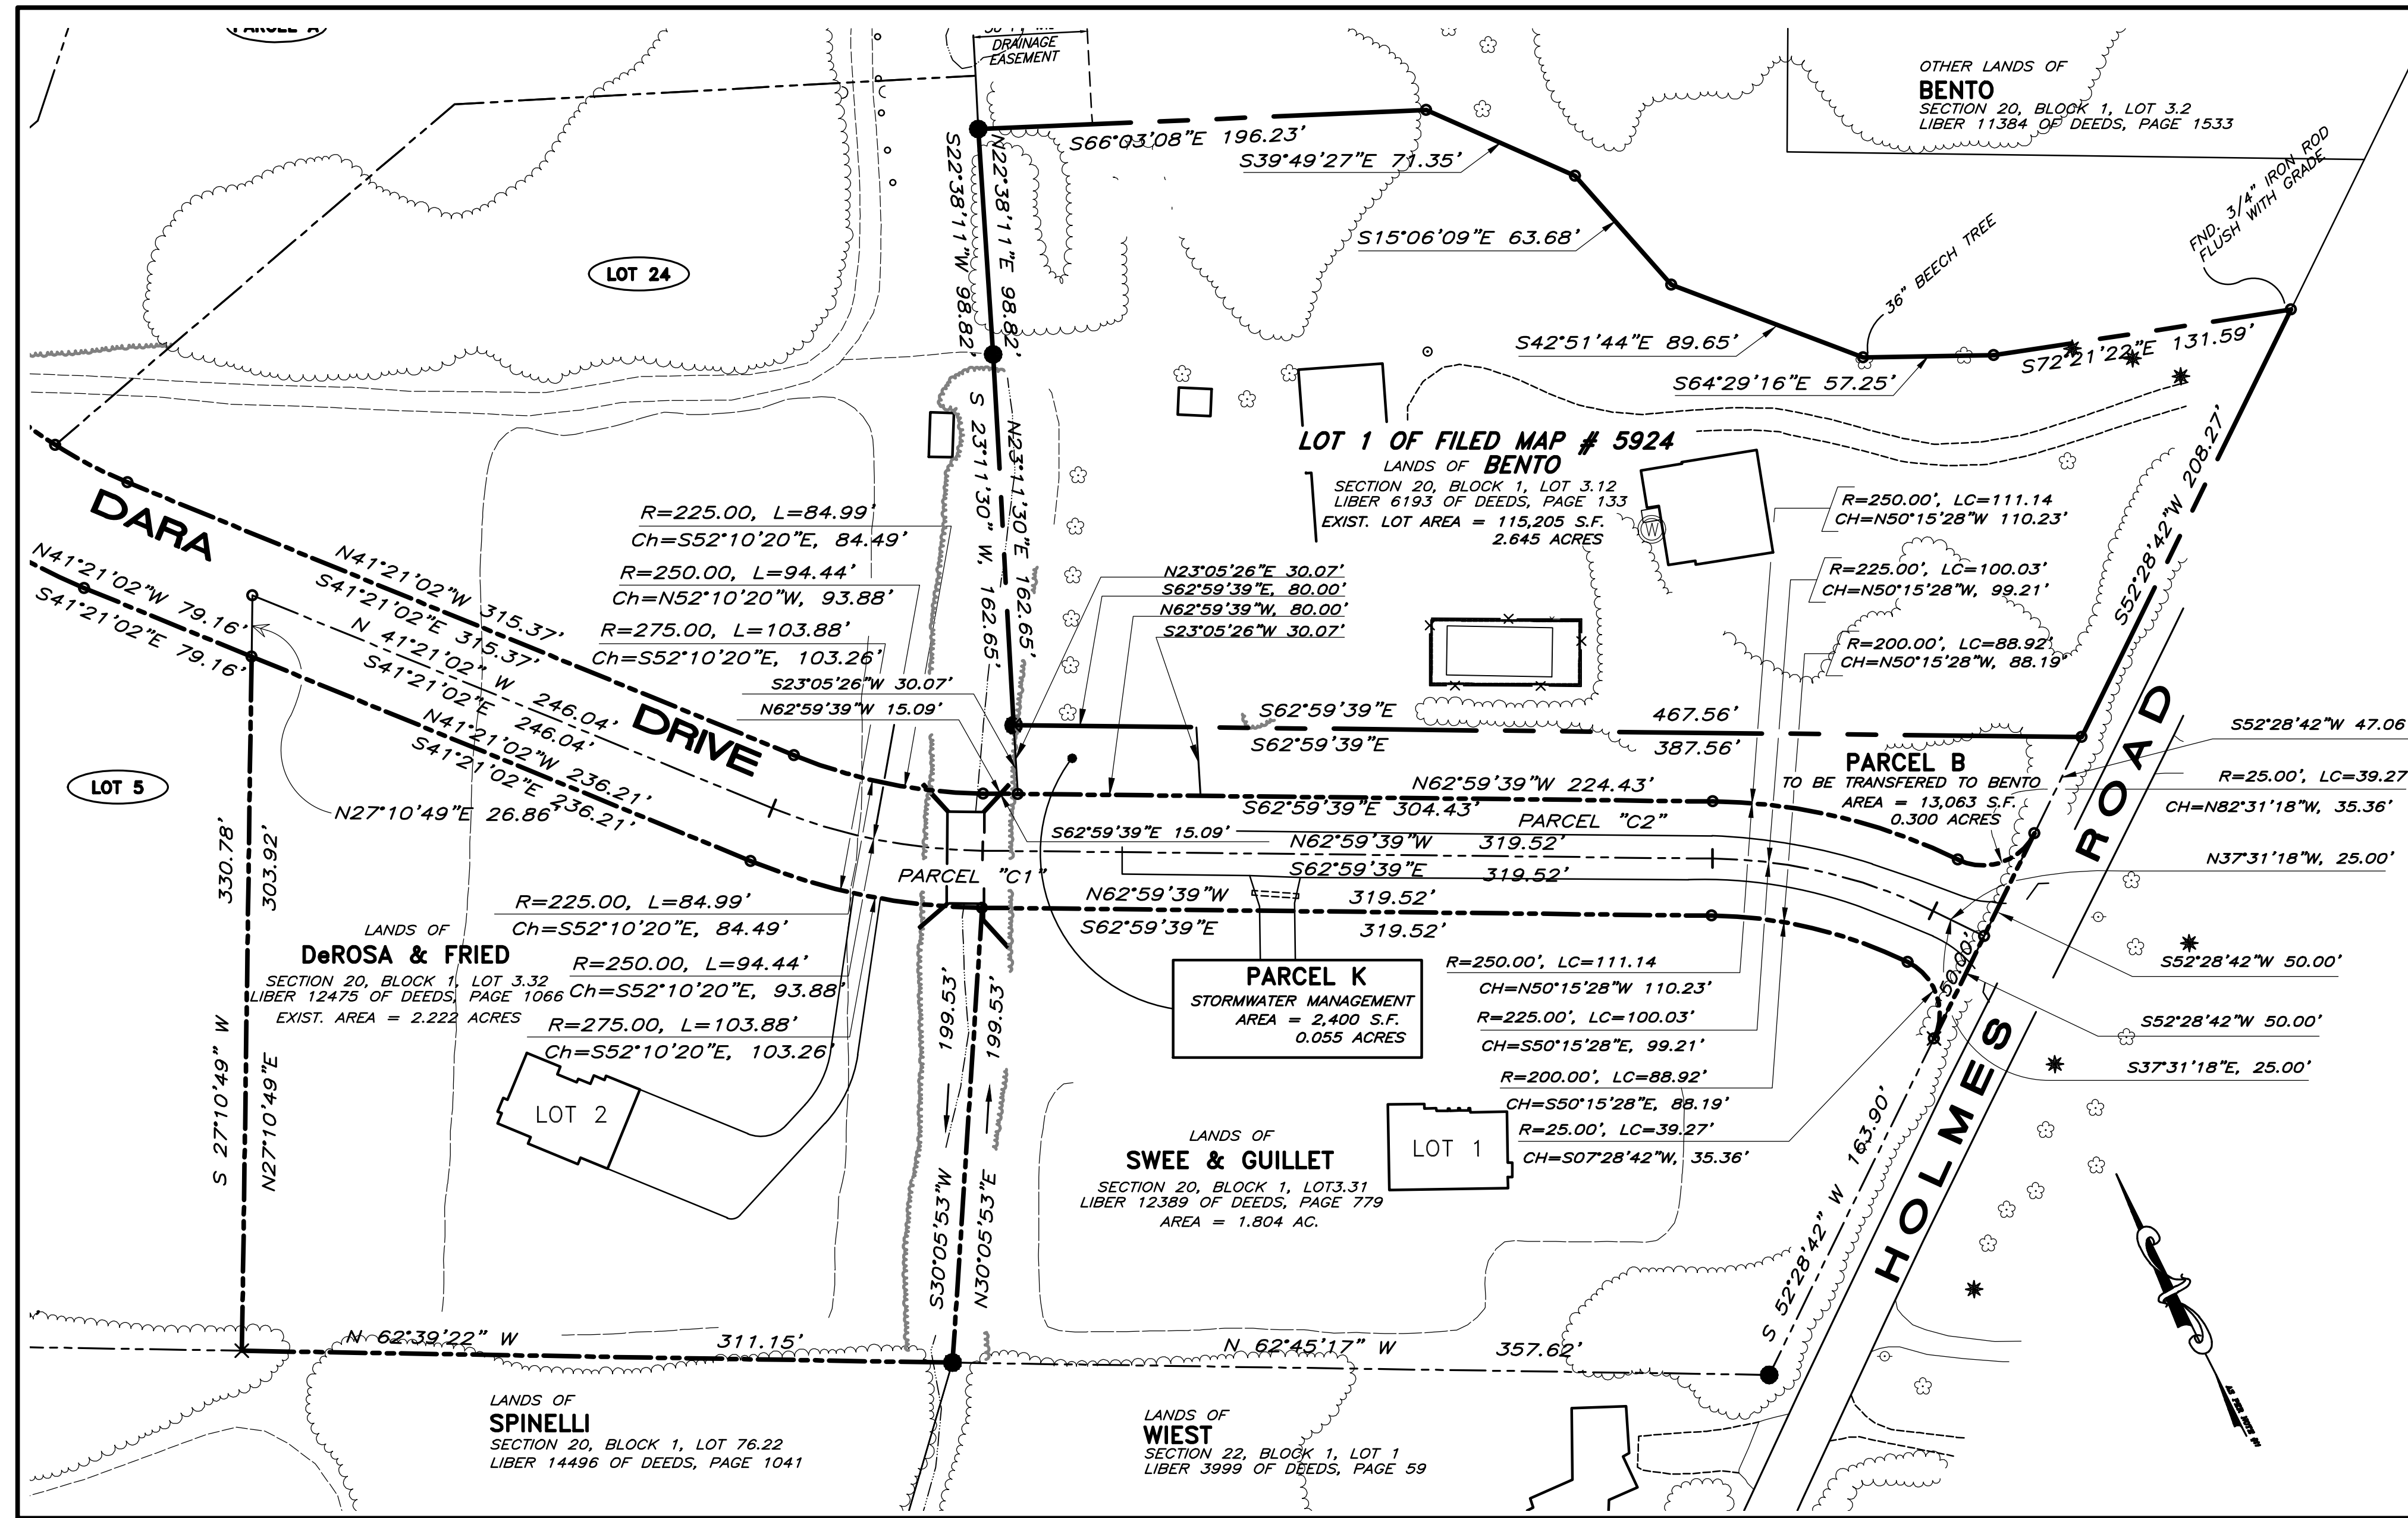 DRAINAGE
EASEMENT
OTHER LANDS OF
BENTO
SECTION 20, BLOCK 1, LOT 3.2
LIBER 11384 OF DEEDS, PAGE 1533
S66°03'08"E 196.23'
S39°49'27"E 71.35'
S22°38'11"W 98.82'
N22°38'11"E 98.82'
FND. 3/4" IRON ROD
FLUSH WITH GRADE
LOT 24
S15°06'09"E 63.68'
36" BEECH TREE
S42°51'44"E 89.65'
S64°29'16"E 57.25'
S72°21'22"E 131.59'
S52°28'42"W 208.27'
S 23°11'30" W, 162.65'
N23°11'30"E 162.65'
LOT 1 OF FILED MAP # 5924
LANDS OF BENTO
SECTION 20, BLOCK 1, LOT 3.12
LIBER 6193 OF DEEDS, PAGE 133
EXIST. LOT AREA = 115,205 S.F.
2.645 ACRES
W
DARA
DRIVE
N41°21'02"W 315.37'
S41°21'02"E 315.37'
N41°21'02"W 79.16'
S41°21'02"E 79.16'
N 41°21'02" W 246.04'
S41°21'02"E 246.04'
N41°21'02"W 236.21'
S41°21'02"E 236.21'
R=225.00, L=84.99'
Ch=S52°10'20"E, 84.49'
R=250.00, L=94.44'
Ch=N52°10'20"W, 93.88'
R=275.00, L=103.88'
Ch=S52°10'20"E, 103.26'
S23°05'26"W 30.07'
N62°59'39"W 15.09'
N23°05'26"E 30.07'
S62°59'39"E, 80.00'
N62°59'39"W, 80.00'
S23°05'26"W 30.07'
R=250.00', LC=111.14
CH=N50°15'28"W 110.23'
R=225.00', LC=100.03'
CH=N50°15'28"W, 99.21'
R=200.00', LC=88.92'
CH=N50°15'28"W, 88.19'
S62°59'39"E 467.56'
S62°59'39"E 387.56'
N62°59'39"W 224.43'
S62°59'39"E 304.43'
PARCEL "C2"
S62°59'39"E 15.09'
N62°59'39"W 319.52'
S62°59'39"E 319.52'
N62°59'39"W 319.52'
S62°59'39"E 319.52'
PARCEL "C1"
PARCEL B
TO BE TRANSFERED TO BENTO
AREA = 13,063 S.F.
0.300 ACRES
S52°28'42"W 47.06
R=25.00', LC=39.27
CH=N82°31'18"W, 35.36'
N37°31'18"W, 25.00'
S52°28'42"W 50.00'
S52°28'42"W 50.00'
S37°31'18"E, 25.00'
50.00'
HOLMES ROAD
LOT 5
N27°10'49"E 26.86'
330.78'
303.92'
S 27°10'49" W
N27°10'49"E
LANDS OF
DeROSA & FRIED
SECTION 20, BLOCK 1, LOT 3.32
LIBER 12475 OF DEEDS, PAGE 1066
EXIST. AREA = 2.222 ACRES
R=225.00, L=84.99'
Ch=S52°10'20"E, 84.49'
R=250.00, L=94.44'
Ch=S52°10'20"E, 93.88'
R=275.00, L=103.88'
Ch=S52°10'20"E, 103.26'
LOT 2
199.53'
199.53'
S30°05'53"W
N30°05'53"E
PARCEL K
STORMWATER MANAGEMENT
AREA = 2,400 S.F.
0.055 ACRES
R=250.00', LC=111.14
CH=N50°15'28"W 110.23'
R=225.00', LC=100.03'
CH=S50°15'28"E, 99.21'
R=200.00', LC=88.92'
CH=S50°15'28"E, 88.19'
R=25.00', LC=39.27'
CH=S07°28'42"W, 35.36'
LANDS OF
SWEE & GUILLET
SECTION 20, BLOCK 1, LOT3.31
LIBER 12389 OF DEEDS, PAGE 779
AREA = 1.804 AC.
LOT 1
S 52°28'42" W 163.90'
N 62°39'22" W 311.15'
N 62°45'17" W 357.62'
LANDS OF
SPINELLI
SECTION 20, BLOCK 1, LOT 76.22
LIBER 14496 OF DEEDS, PAGE 1041
LANDS OF
WIEST
SECTION 22, BLOCK 1, LOT 1
LIBER 3999 OF DEEDS, PAGE 59
AS PER NOTE